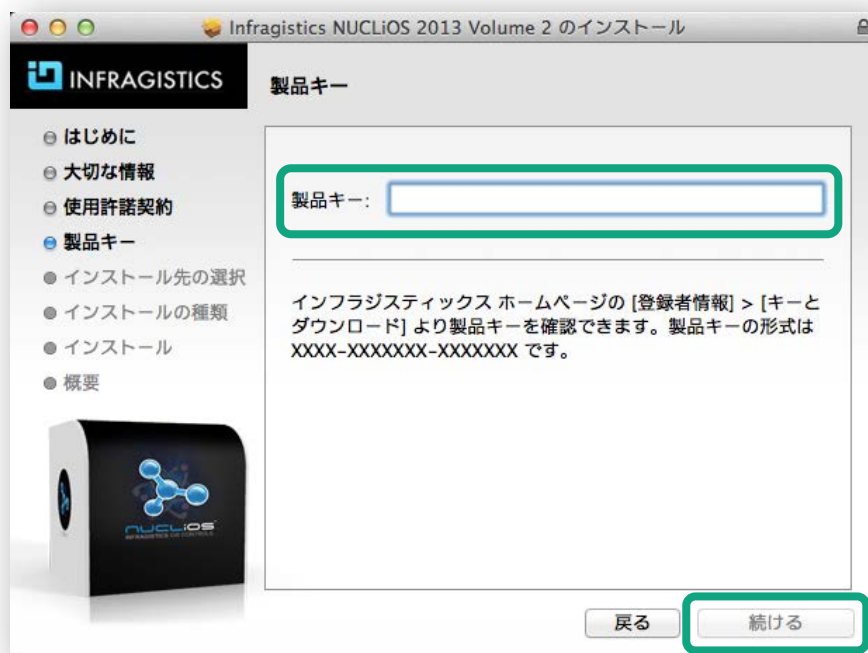 Infragistics NUCLiOS 2013 Volume 2 のインストール
INFRAGISTICS
製品キー
はじめに
大切な情報
使用許諾契約
製品キー
インストール先の選択
インストールの種類
インストール
概要
製品キー:
インフラジスティックス ホームページの [登録者情報] > [キーと
ダウンロード] より製品キーを確認できます。製品キーの形式は
XXXX-XXXXXXX-XXXXXXX です。
NUCLiOS
INFRAGISTICS iOS CONTROLS
戻る
続ける